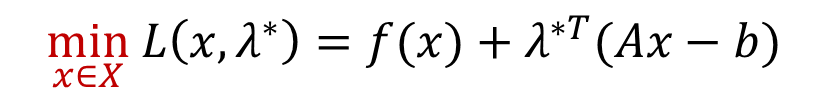 min L(x, λ*) = f(x) + λ*ᵀ(Ax − b)
x∈X